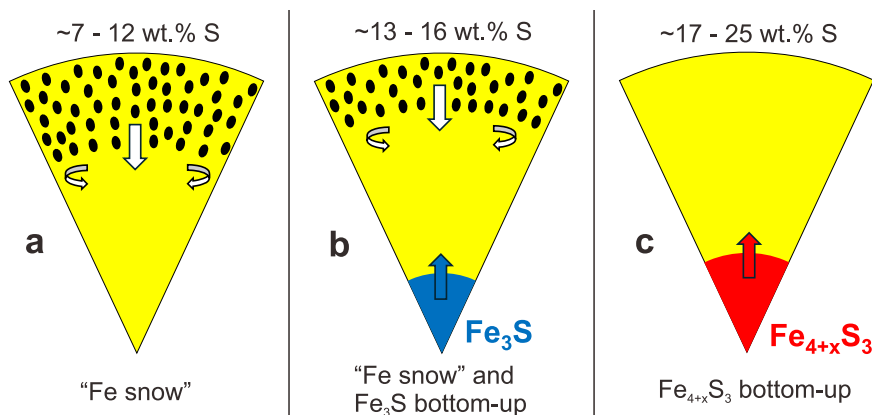 ~7 - 12 wt.% S
~13 - 16 wt.% S
~17 - 25 wt.% S
a
b
c
Fe₃S
Fe₄₊ₓS₃
“Fe snow”
“Fe snow” and
Fe₃S bottom-up
Fe₄₊ₓS₃ bottom-up